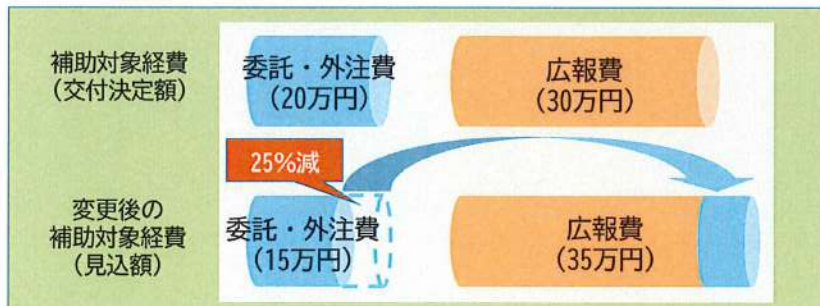 補助対象経費
（交付決定額）
委託・外注費
（20万円）
広報費
（30万円）
25%減
変更後の
補助対象経費
（見込額）
委託・外注費
（15万円）
広報費
（35万円）